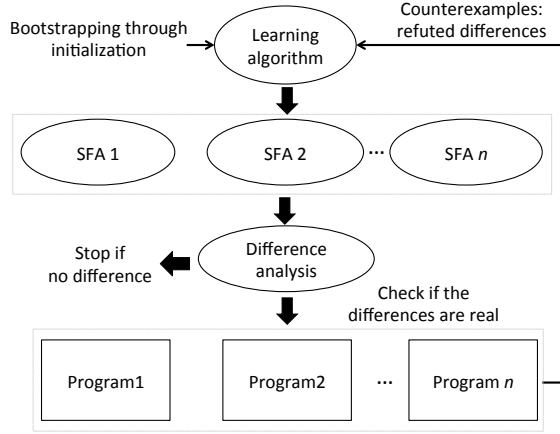 Bootstrapping through
initialization
Learning
algorithm
Counterexamples:
refuted differences
SFA 1
SFA 2
...
SFA n
Stop if
no difference
Difference
analysis
Check if the
differences are real
Program1
Program2
...
Program n